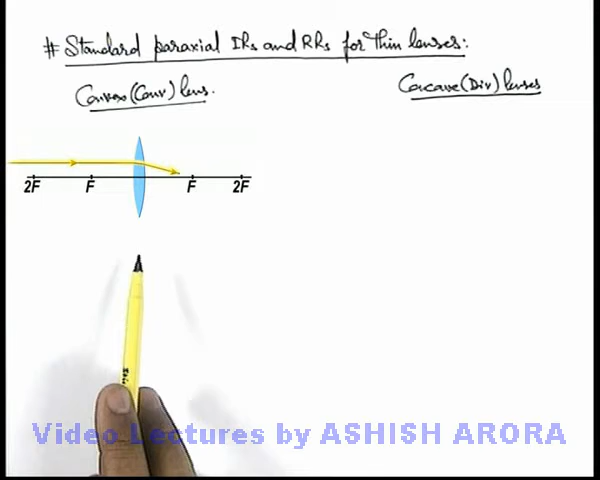 # Standard paraxial IRs and RRs for thin lenses:
Convex (Conv) lens.
Concave (Div) lenses
2F F F 2F
Video Lectures by ASHISH ARORA